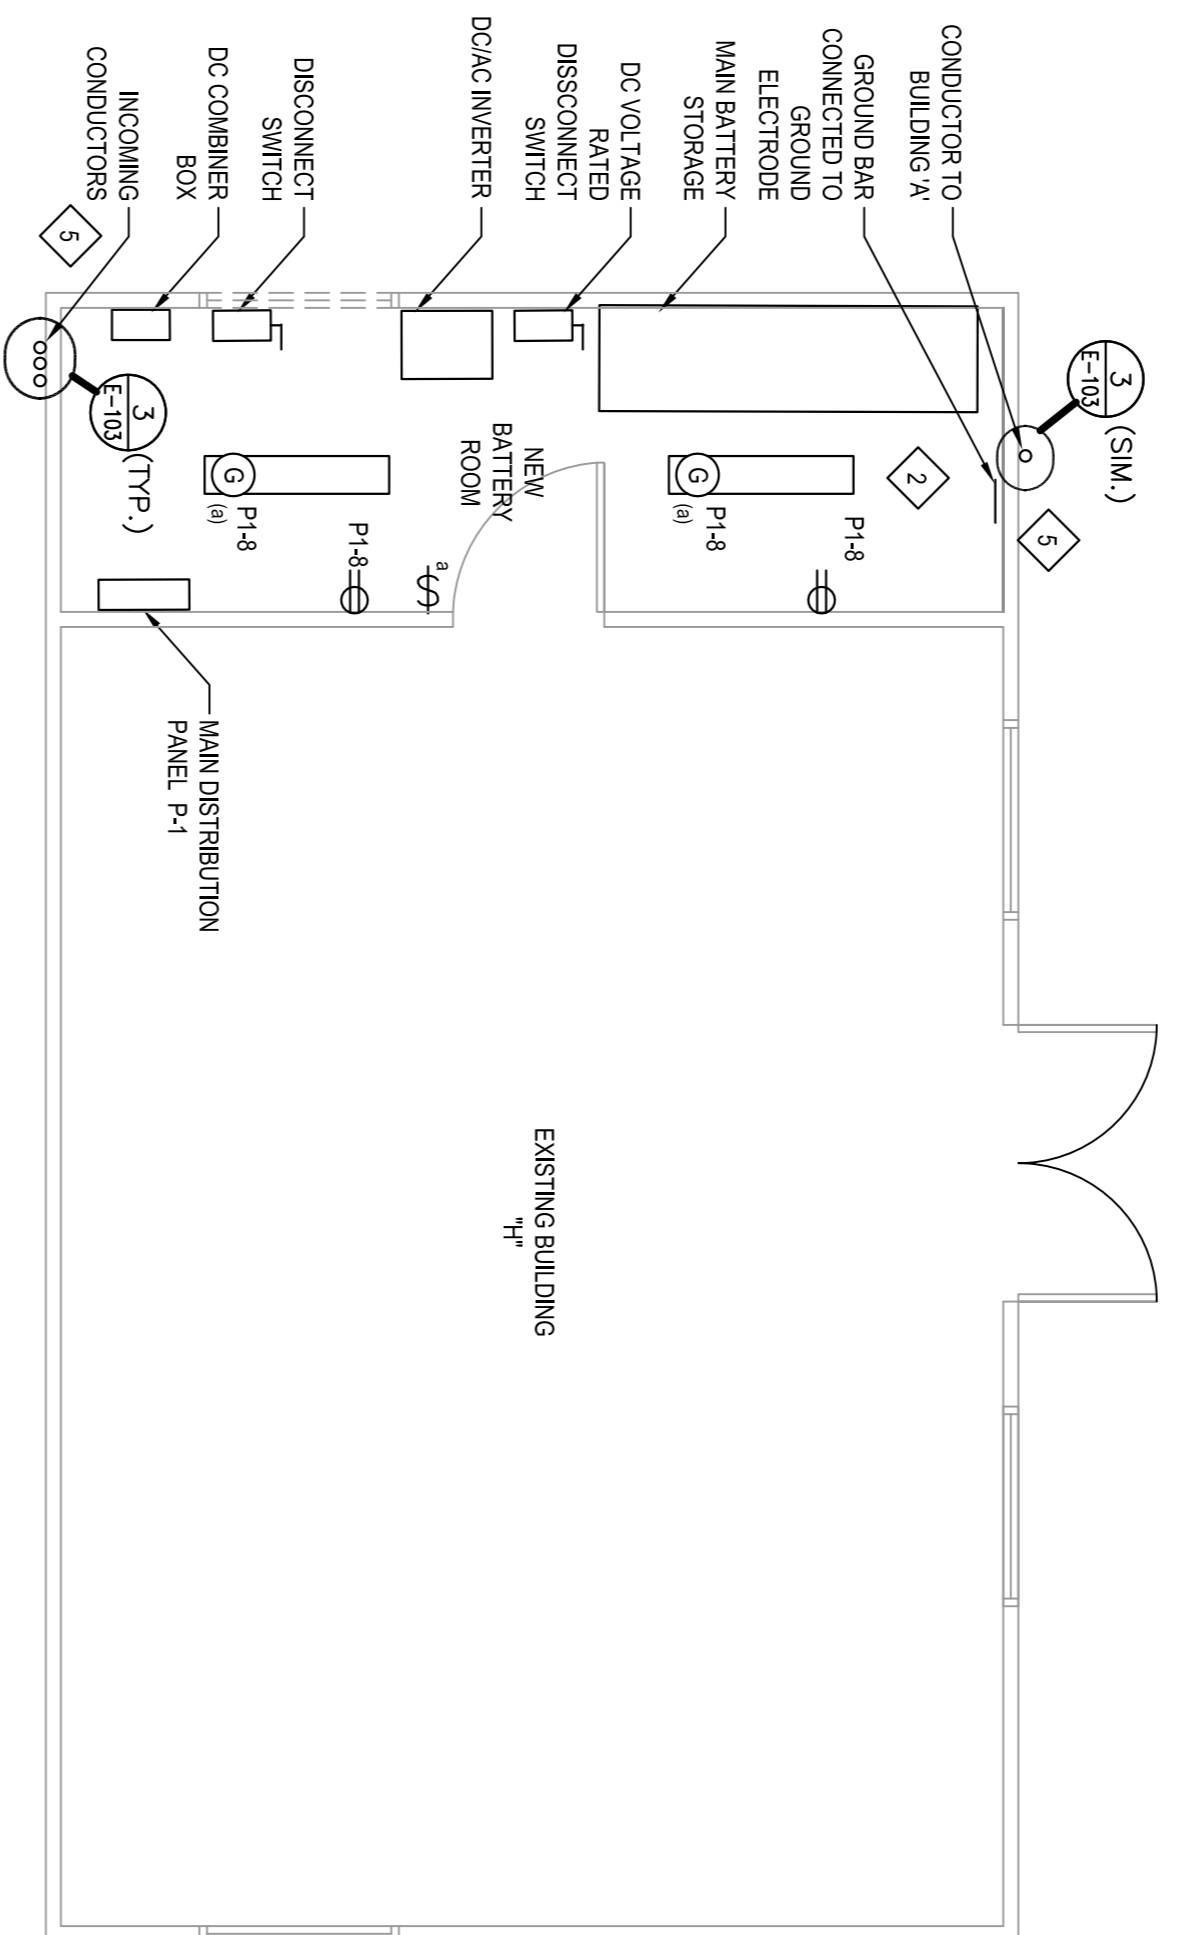 CONDUCTOR TO
BUILDING 'A'
GROUND BAR
CONNECTED TO
GROUND
ELECTRODE
MAIN BATTERY
STORAGE
DC VOLTAGE
RATED
DISSCONNECT
SWITCH
DC/AC INVERTER
DISCONNECT
SWITCH
DC COMBINER
BOX
INCOMING
CONDUCTORS
5
3
E-103
(SIM.)
5
2
P1-8
P1-8
G
(a)
NEW
BATTERY
ROOM
a
$
P1-8
P1-8
G
(a)
3
E-103
(TYP.)
MAIN DISTRIBUTION
PANEL P-1
EXISTING BUILDING
"H"